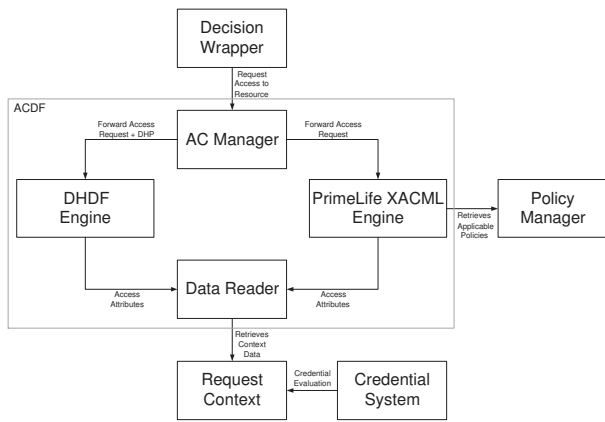 Decision
Wrapper
Request
Access to
Resource
ACDF
Forward Access
Request + DHP
AC Manager
Forward Access
Request
DHDF
Engine
PrimeLife XACML
Engine
Policy
Manager
Retrieves
Applicable
Policies
Access
Attributes
Data Reader
Access
Attributes
Retrieves
Context
Data
Request
Context
Credential
Evaluation
Credential
System